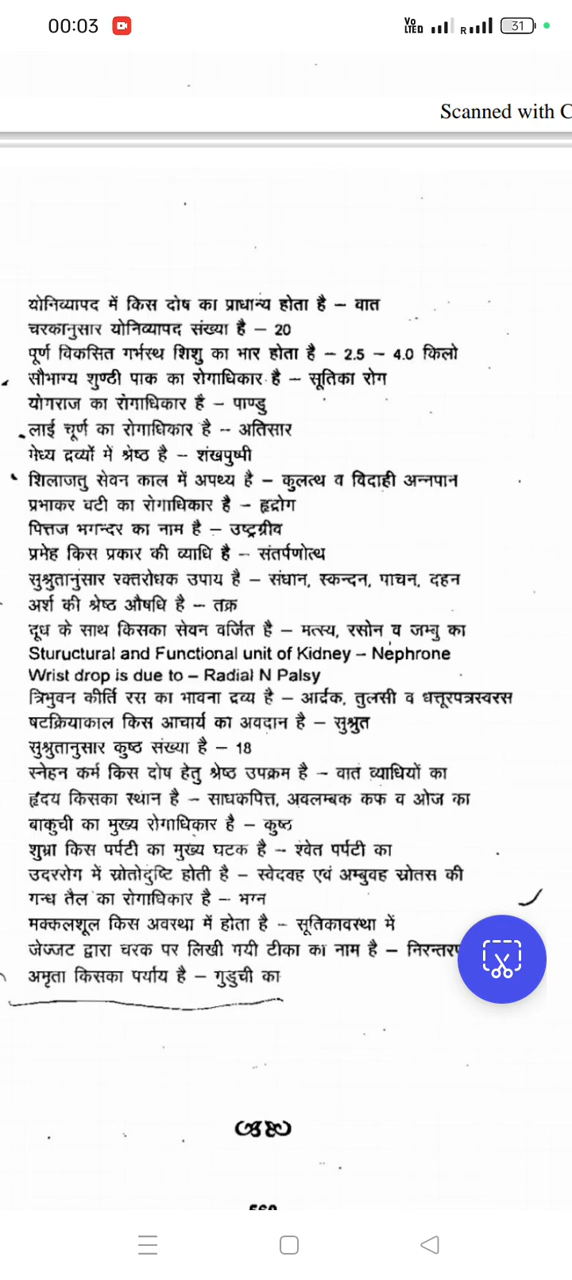 00:03
Vo LTED R 31
Scanned with C
योनिव्यापद में किस दोष का प्राधान्य होता है – वात
चरकानुसार योनिव्यापद संख्या है – 20
पूर्ण विकसित गर्भस्थ शिशु का भार होता है – 2.5 – 4.0 किलो
सौभाग्य शुण्ठी पाक का रोगाधिकार है – सूतिका रोग
योगराज का रोगाधिकार है – पाण्डु
लाई चूर्ण का रोगाधिकार है – अतिसार
मेध्य द्रव्यों में श्रेष्ठ है – शंखपुष्पी
शिलाजतु सेवन काल में अपथ्य है – कुलत्थ व विदाही अन्नपान
प्रभाकर वटी का रोगाधिकार है – हृद्रोग
पित्तज भगन्दर का नाम है – उष्ट्रग्रीव
प्रमेह किस प्रकार की व्याधि है – संतर्पणोत्थ
सुश्रुतानुसार रक्तरोधक उपाय है – संधान, स्कन्दन, पाचन, दहन
अर्श की श्रेष्ठ औषधि है – तक्र
दूध के साथ किसका सेवन वर्जित है – मत्स्य, रसोन व जम्बु का
Stuructural and Functional unit of Kidney – Nephrone
Wrist drop is due to – Radial N Palsy
त्रिभुवन कीर्ति रस का भावना द्रव्य है – आर्दक, तुलसी व धत्तूरपत्रस्वरस
षटक्रियाकाल किस आचार्य का अवदान है – सुश्रुत
सुश्रुतानुसार कुष्ठ संख्या है – 18
स्नेहन कर्म किस दोष हेतु श्रेष्ठ उपक्रम है – वात व्याधियों का
हृदय किसका स्थान है – साधकपित्त, अवलम्बक कफ व ओज का
बाकुची का मुख्य रोगाधिकार है – कुष्ठ
शुभ्रा किस पर्पटी का मुख्य घटक है – श्वेत पर्पटी का
उदररोग में स्रोतोदुष्टि होती है – स्वेदवह एवं अम्बुवह स्रोतस की
गन्ध तैल का रोगाधिकार है – भग्न
मक्कलशूल किस अवस्था में होता है – सूतिकावस्था में
जेज्जट द्वारा चरक पर लिखी गयी टीका का नाम है – निरन्तर
अमृता किसका पर्याय है – गुडुची का